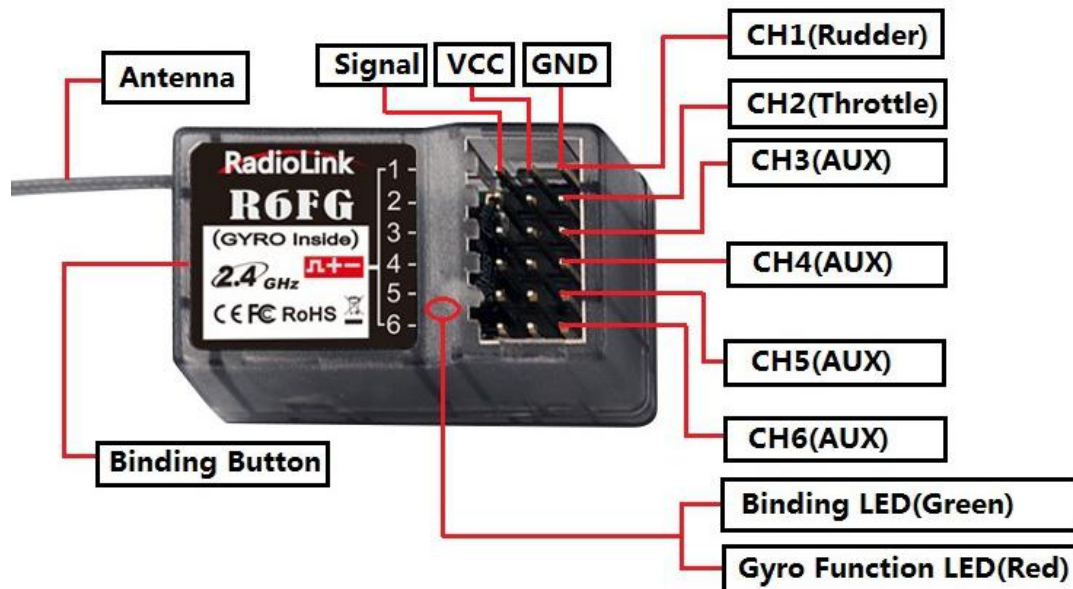 Antenna
Signal
VCC
GND
CH1(Rudder)
CH2(Throttle)
CH3(AUX)
CH4(AUX)
CH5(AUX)
CH6(AUX)
RadioLink
R6FG
(GYRO Inside)
2.4 GHz
+ −
CE FC RoHS
1
2
3
4
5
6
Binding Button
Binding LED(Green)
Gyro Function LED(Red)